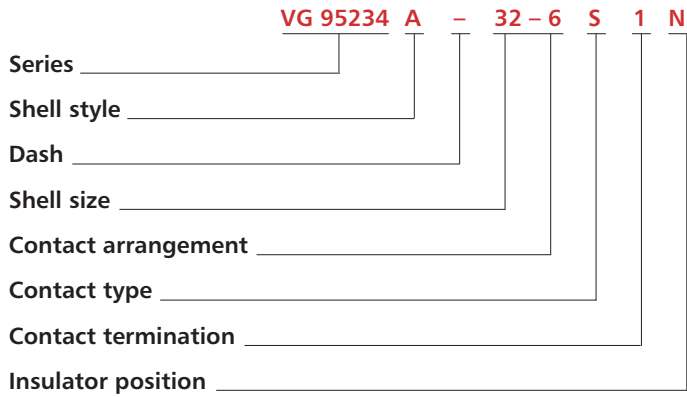 VG 95234 A – 32 – 6 S 1 N
Series
Shell style
Dash
Shell size
Contact arrangement
Contact type
Contact termination
Insulator position